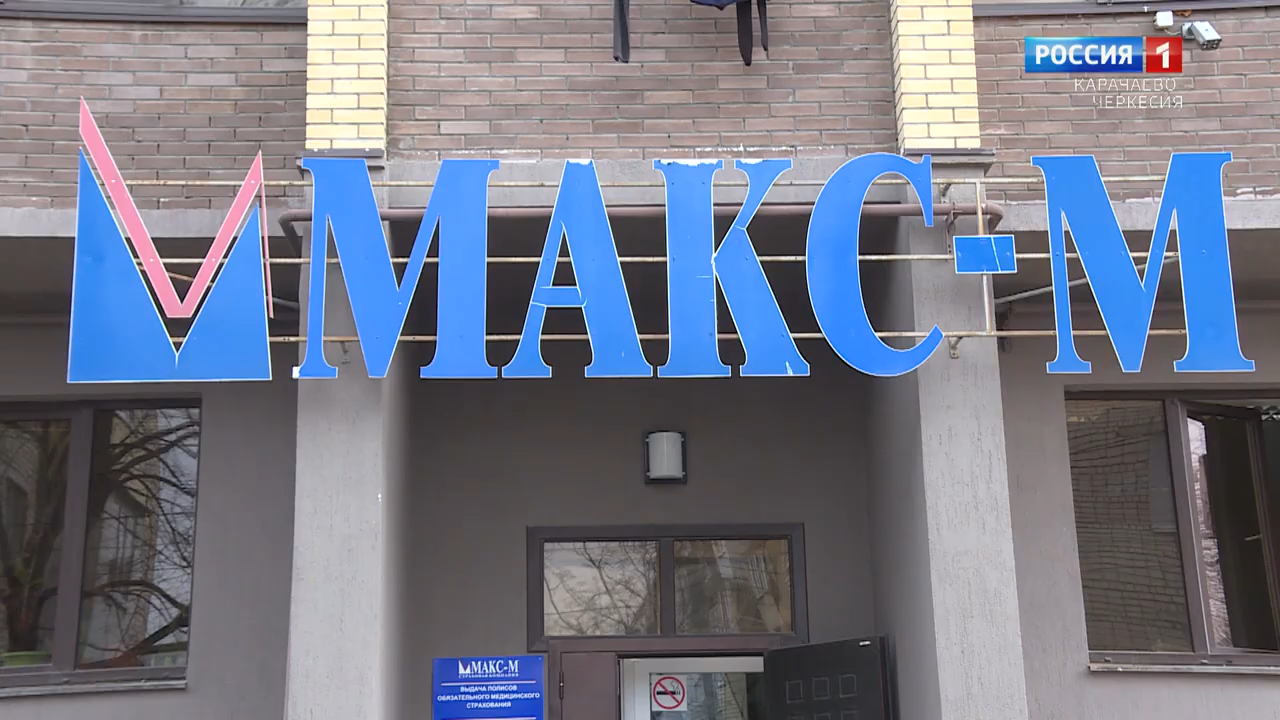 РОССИЯ 1
КАРАЧАЕВО
ЧЕРКЕСИЯ
МАКС-М
МАКС-М
СТРАХОВАЯ КОМПАНИЯ
ВЫДАЧА ПОЛИСОВ
ОБЯЗАТЕЛЬНОГО МЕДИЦИНСКОГО
СТРАХОВАНИЯ